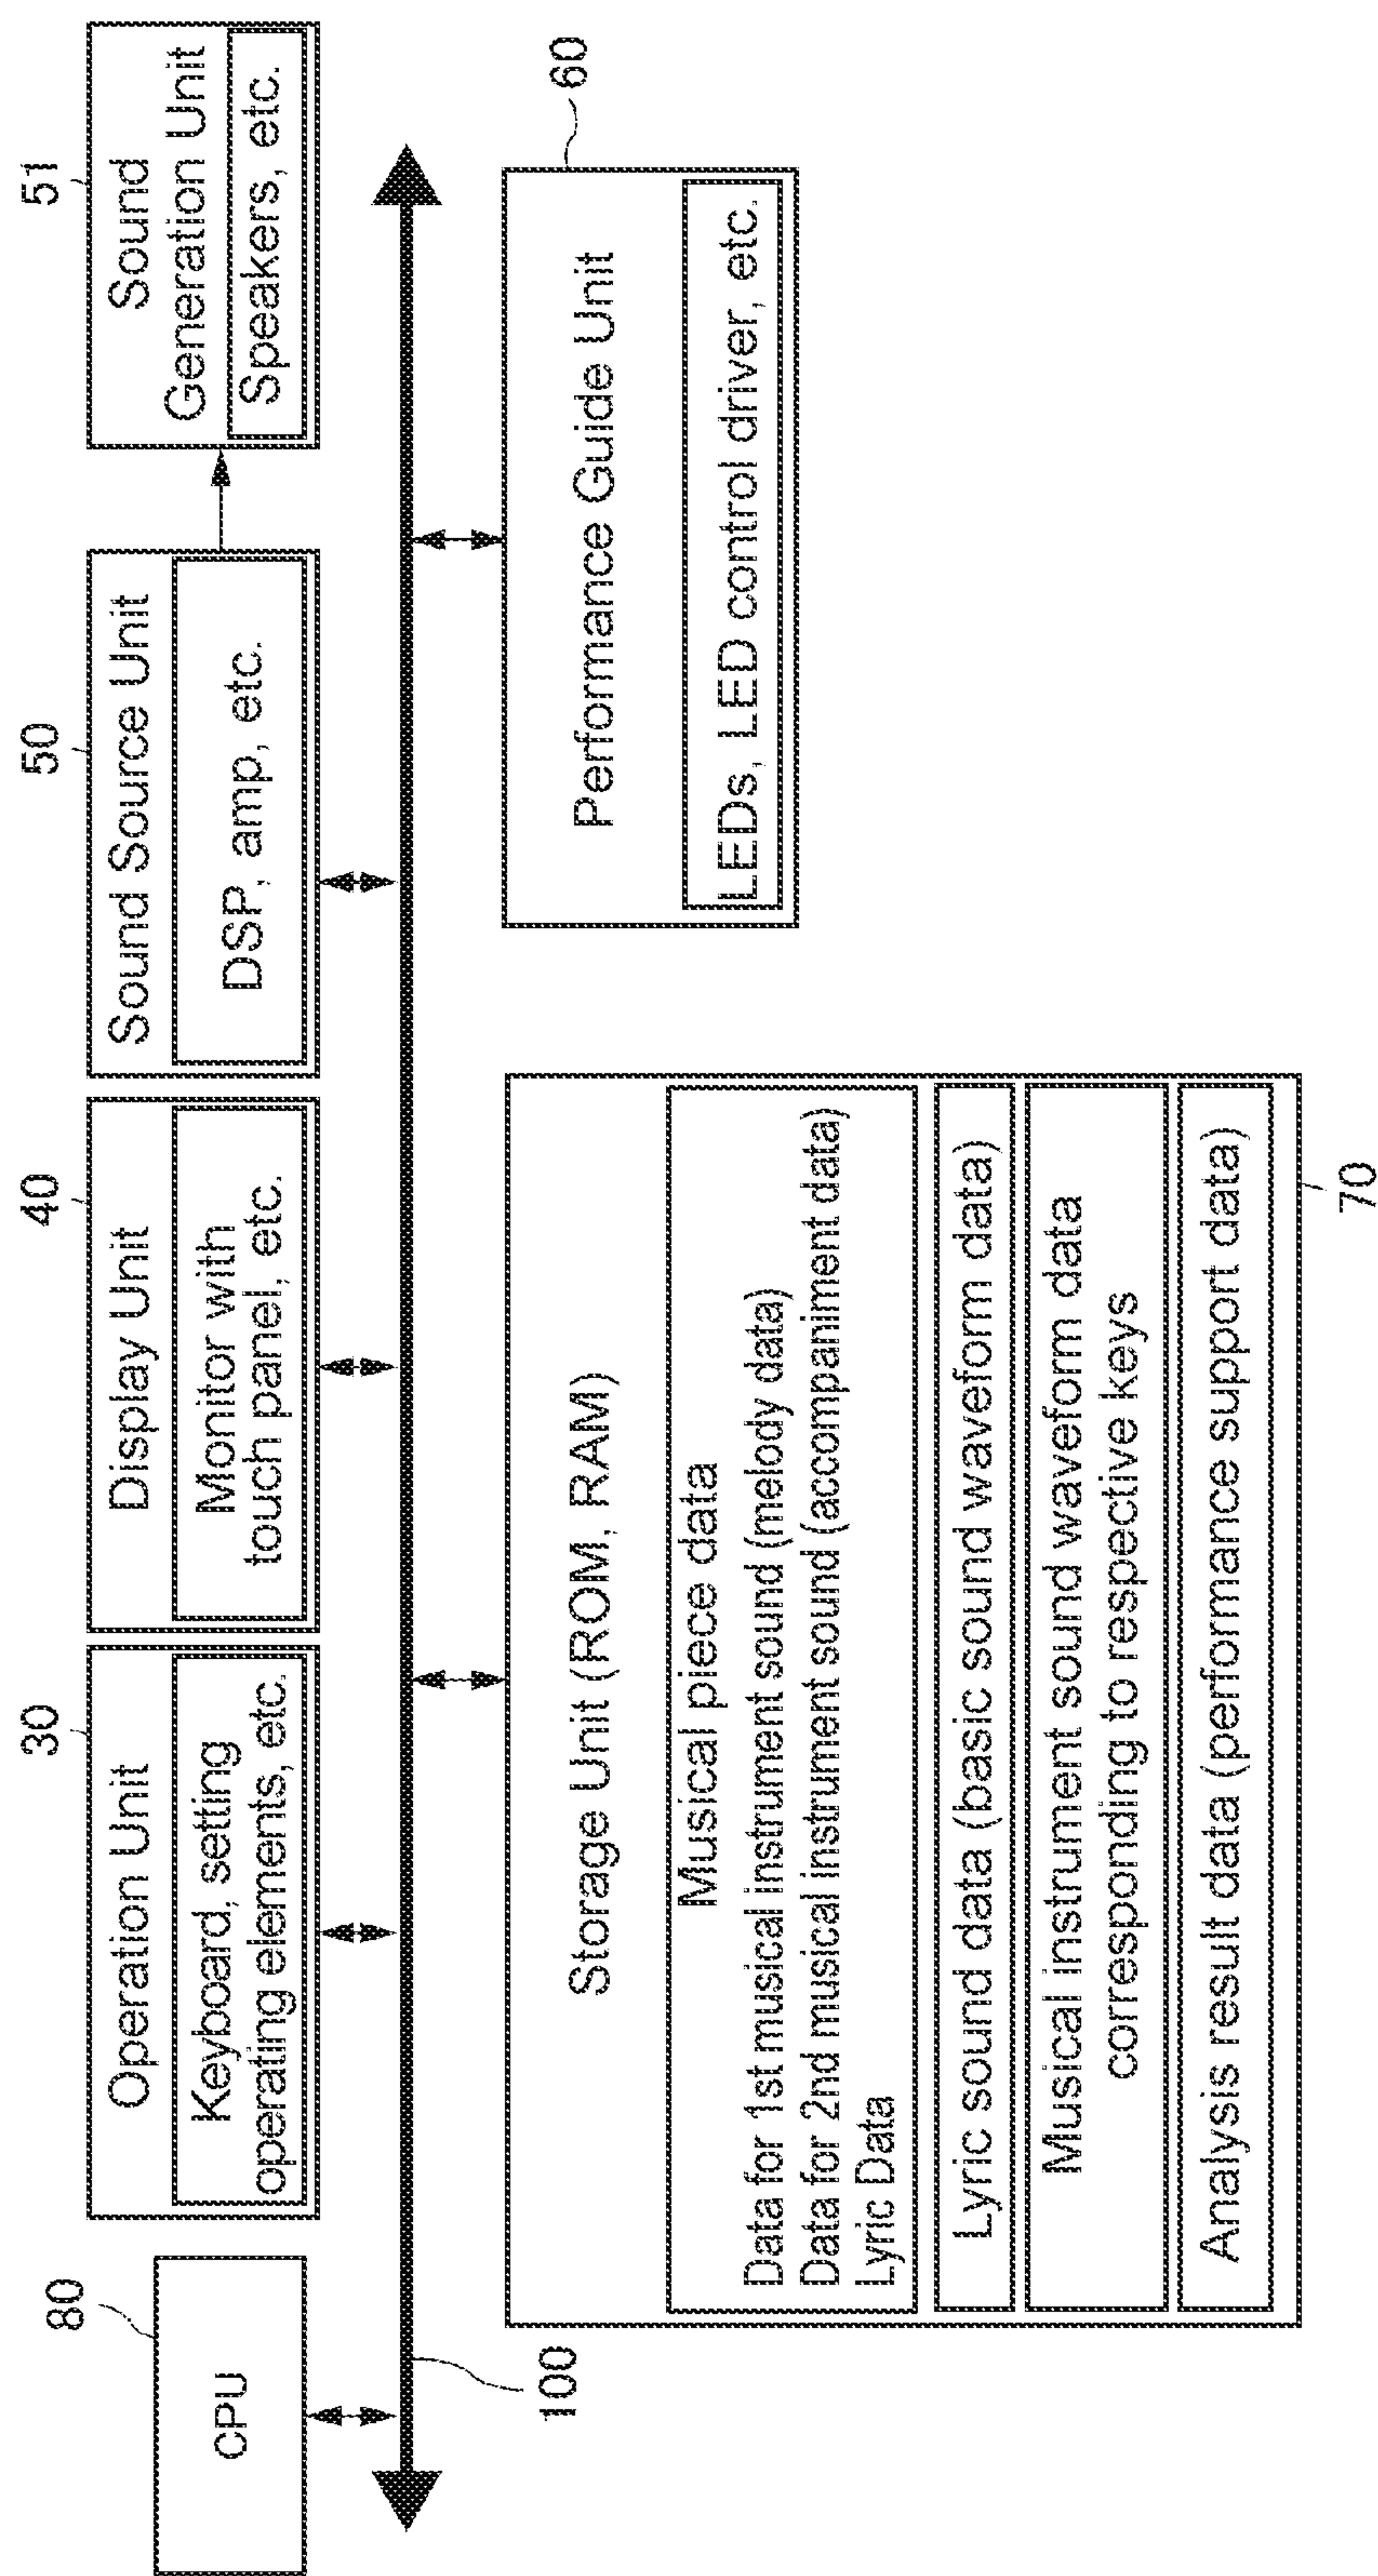 80
CPU
30
Operation Unit
Keyboard, setting
operating elements, etc.
40
Display Unit
Monitor with
touch panel, etc.
50
Sound Source Unit
DSP, amp, etc.
51
Sound
Generation Unit
Speakers, etc.
100
Storage Unit (ROM, RAM)
Musical piece data
Data for 1st musical instrument sound (melody data)
Data for 2nd musical instrument sound (accompaniment data)
Lyric Data
Lyric sound data (basic sound waveform data)
Musical instrument sound waveform data
corresponding to respective keys
Analysis result data (performance support data)
70
60
Performance Guide Unit
LEDs, LED control driver, etc.